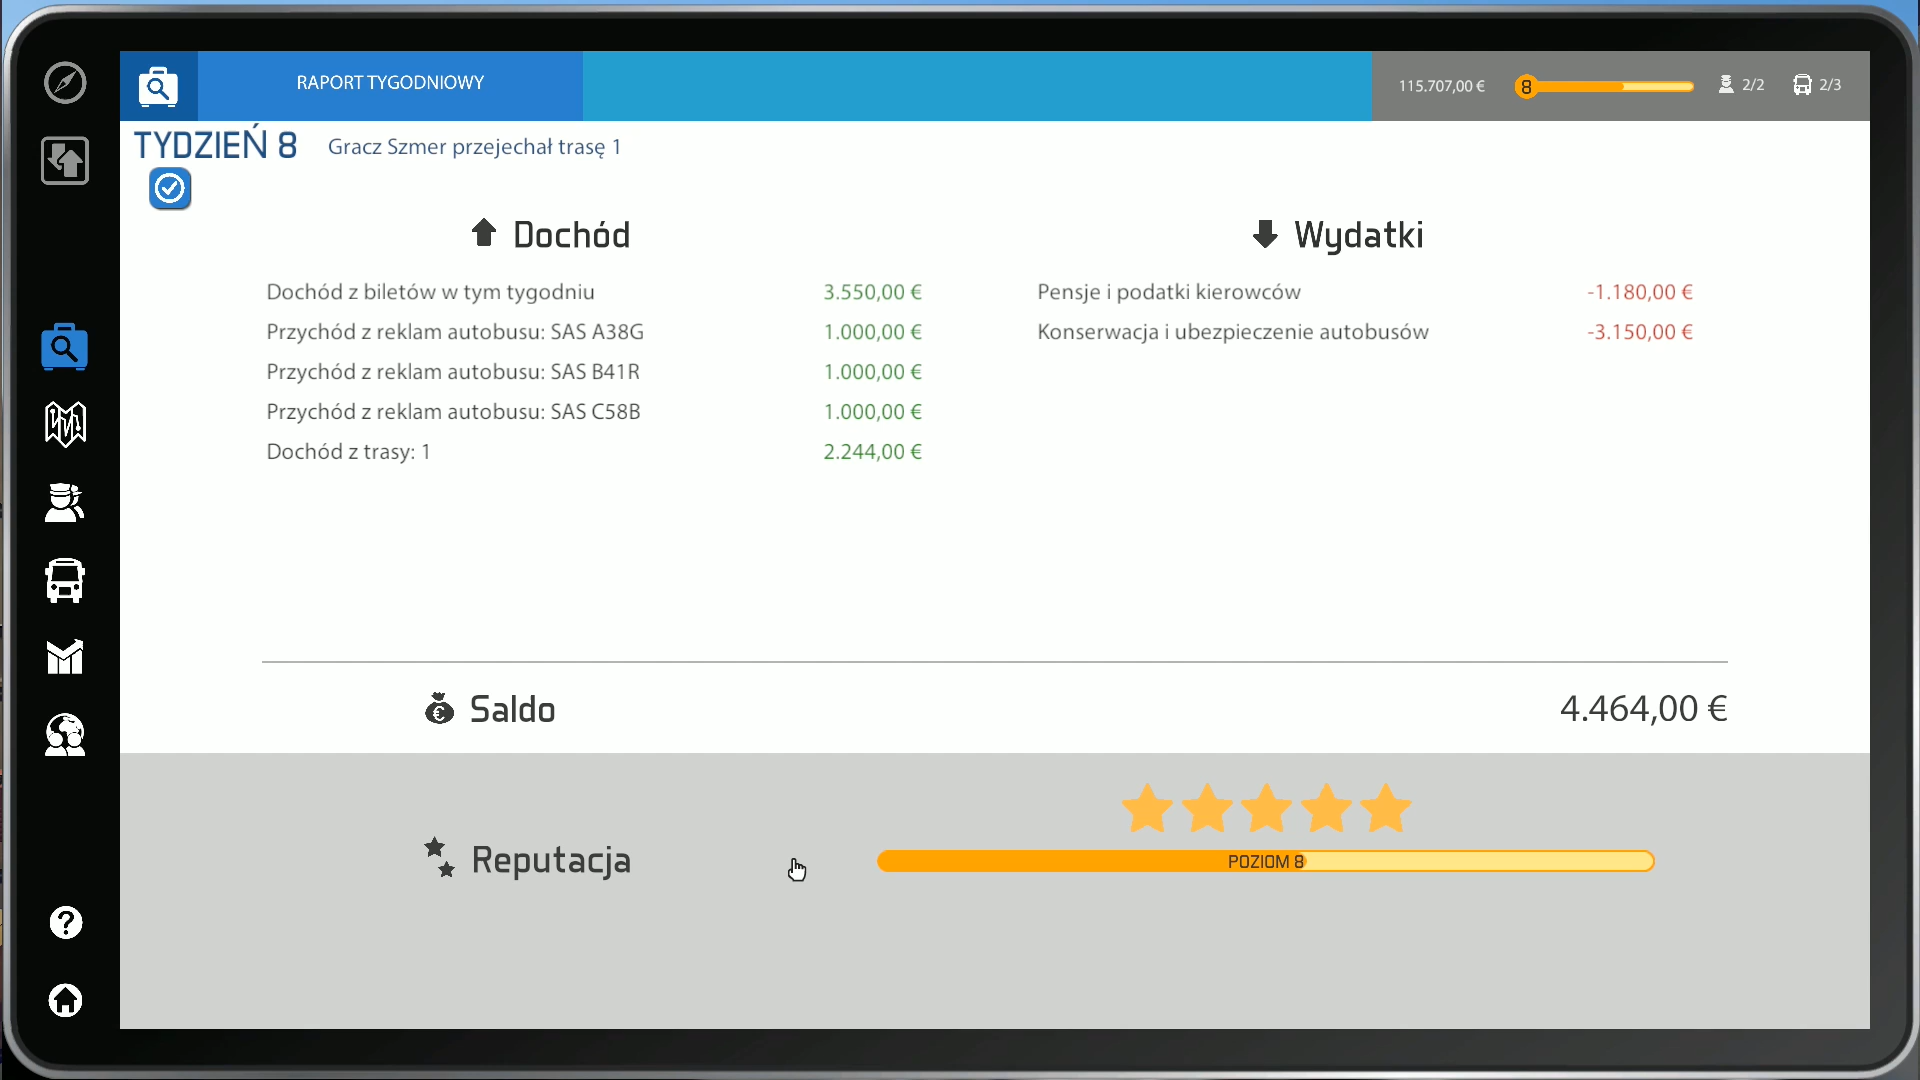 RAPORT TYGODNIOWY
115.707,00 €
8
2/2
2/3
TYDZIEŃ 8
Gracz Szmer przejechał trasę 1
Dochód
Wydatki
Dochód z biletów w tym tygodniu 3.550,00 €
Pensje i podatki kierowców -1.180,00 €
Przychód z reklam autobusu: SAS A38G 1.000,00 €
Konserwacja i ubezpieczenie autobusów -3.150,00 €
Przychód z reklam autobusu: SAS B41R 1.000,00 €
Przychód z reklam autobusu: SAS C58B 1.000,00 €
Dochód z trasy: 1 2.244,00 €
Saldo 4.464,00 €
Reputacja
POZIOM 8